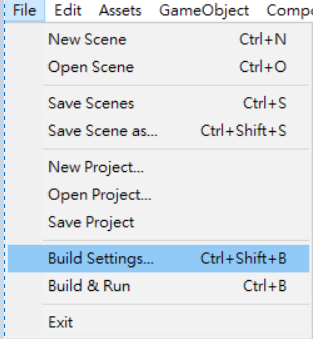 File Edit Assets GameObject Compo
New Scene Ctrl+N
Open Scene Ctrl+O
Save Scenes Ctrl+S
Save Scene as... Ctrl+Shift+S
New Project...
Open Project...
Save Project
Build Settings... Ctrl+Shift+B
Build & Run Ctrl+B
Exit